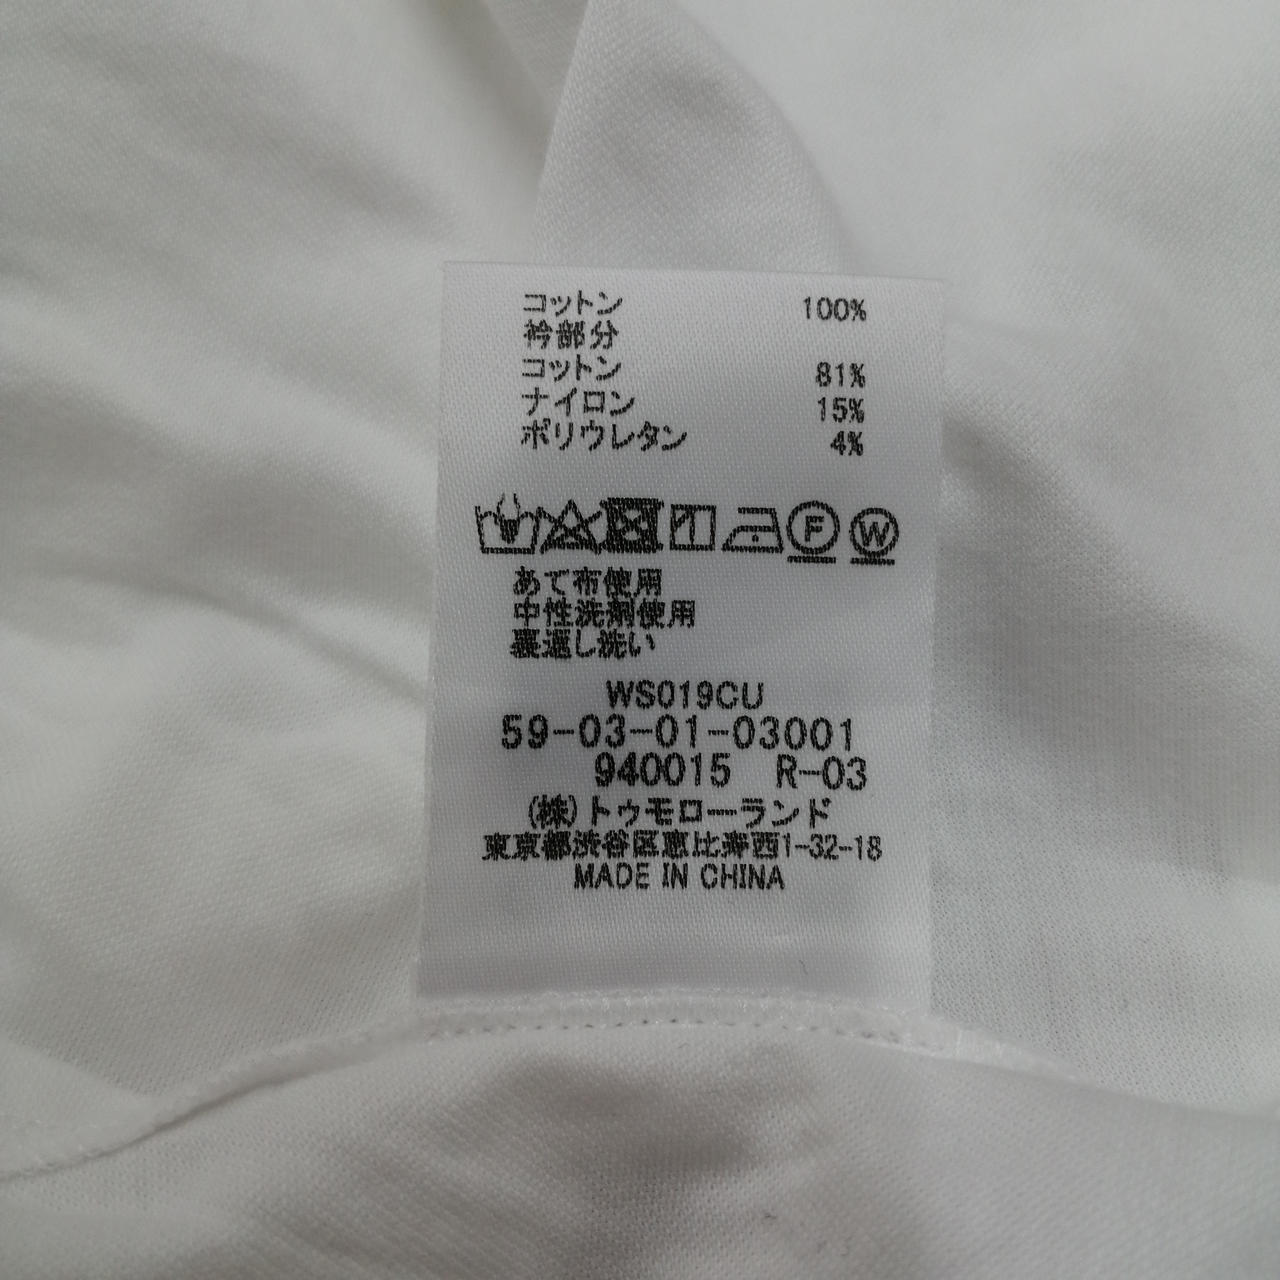 コットン 100%
衿部分
コットン 81%
ナイロン 15%
ポリウレタン 4%
F W
あて布使用
中性洗剤使用
裏返し洗い
WS019CU
59-03-01-03001
940015 R-03
(株)トゥモローランド
東京都渋谷区恵比寿西1-32-18
MADE IN CHINA